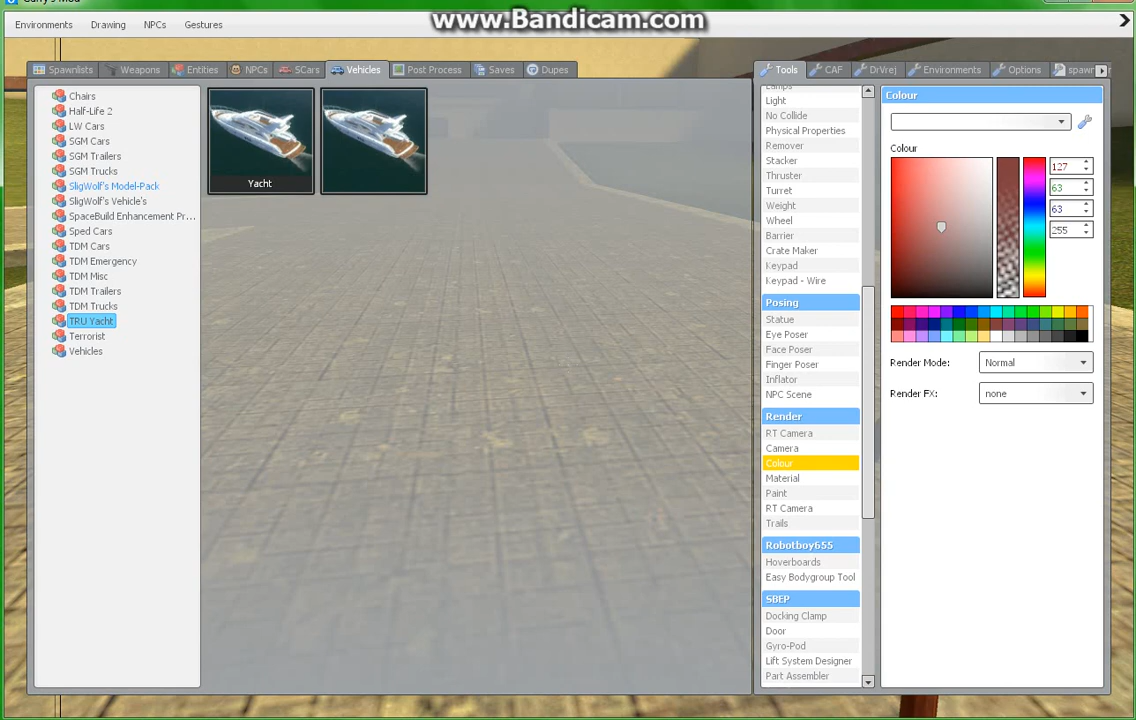 Garry's Mod
www.Bandicam.com
Environments Drawing NPCs Gestures
Spawnlists Weapons Entities NPCs SCars Vehicles Post Process Saves Dupes
Tools CAF DrVrej Environments Options spawn
Chairs
Half-Life 2
LW Cars
SGM Cars
SGM Trailers
SGM Trucks
SligWolf's Model-Pack
SligWolf's Vehicle's
SpaceBuild Enhancement Pr...
Sped Cars
TDM Cars
TDM Emergency
TDM Misc
TDM Trailers
TDM Trucks
TRU Yacht
Terrorist
Vehicles
Yacht
Lamps
Light
No Collide
Physical Properties
Remover
Stacker
Thruster
Turret
Weight
Wheel
Barrier
Crate Maker
Keypad
Keypad - Wire
Posing
Statue
Eye Poser
Face Poser
Finger Poser
Inflator
NPC Scene
Render
RT Camera
Camera
Colour
Material
Paint
RT Camera
Trails
Robotboy655
Hoverboards
Easy Bodygroup Tool
SBEP
Docking Clamp
Door
Gyro-Pod
Lift System Designer
Part Assembler
Colour
Colour
127
63
63
255
Render Mode: Normal
Render FX: none